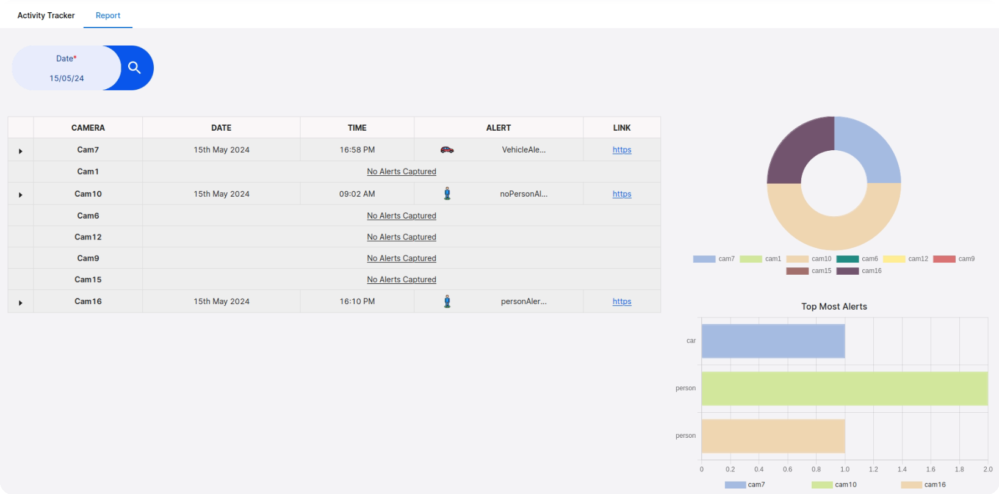 Activity Tracker Report
Date*
15/05/24
CAMERA DATE TIME ALERT LINK
Cam7 15th May 2024 16:58 PM VehicleAle... https
Cam1 No Alerts Captured
Cam10 15th May 2024 09:02 AM noPersonAl... https
Cam6 No Alerts Captured
Cam12 No Alerts Captured
Cam9 No Alerts Captured
Cam15 No Alerts Captured
Cam16 15th May 2024 16:10 PM personAler... https
cam7 cam1 cam10 cam6 cam12 cam9
cam15 cam16
Top Most Alerts
car
person
person
0 0.2 0.4 0.6 0.8 1.0 1.2 1.4 1.6 1.8 2.0
cam7 cam10 cam16